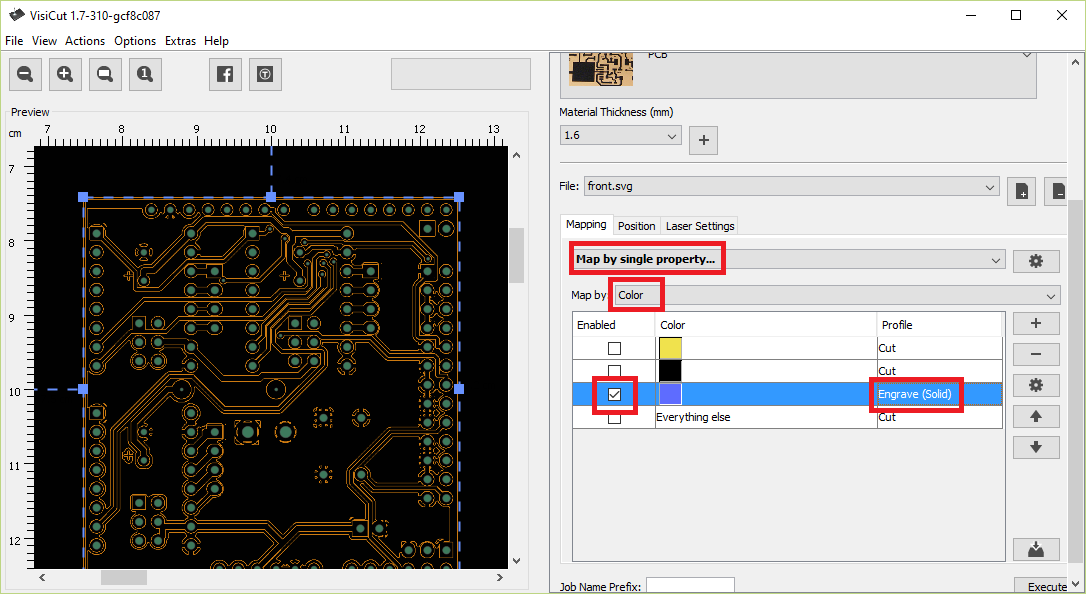 VisiCut 1.7-310-gcf8c087
File View Actions Options Extras Help
1
PCB
Preview
cm
7 8 9 10 11 12 13
7
8
9
10
11
12
Material Thickness (mm)
1.6
File: front.svg
Mapping Position Laser Settings
Map by single property...
Map by Color
Enabled Color Profile
Cut
Cut
Engrave (Solid)
Everything else Cut
Job Name Prefix: Execute